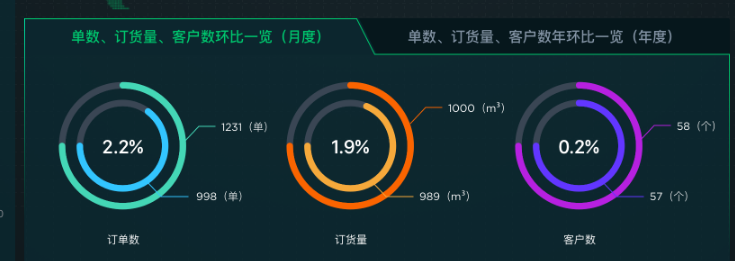 单数、订货量、客户数环比一览（月度）
单数、订货量、客户数年环比一览（年度）
1231（单）
2.2%
998（单）
订单数
1000（m³）
1.9%
989（m³）
订货量
58（个）
0.2%
57（个）
客户数